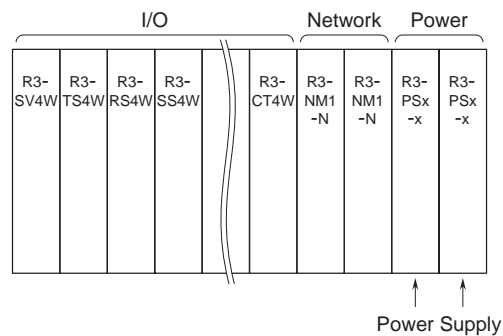 I/O Network Power
R3-
SV4W
R3-
TS4W
R3-
RS4W
R3-
SS4W
R3-
CT4W
R3-
NM1
-N
R3-
NM1
-N
R3-
PSx
-x
R3-
PSx
-x
Power Supply